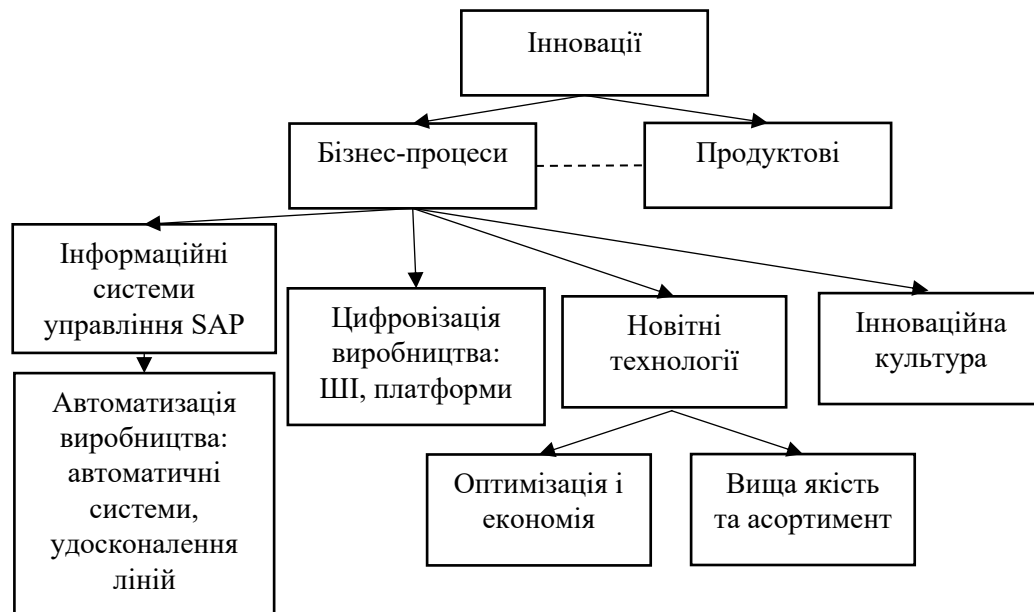 Інновації
Бізнес-процеси
Продуктові
Інформаційні
системи
управління SAP
Цифровізація
виробництва:
ШІ, платформи
Новітні
технології
Інноваційна
культура
Автоматизація
виробництва:
автоматичні
системи,
удосконалення
ліній
Оптимізація і
економія
Вища якість
та асортимент